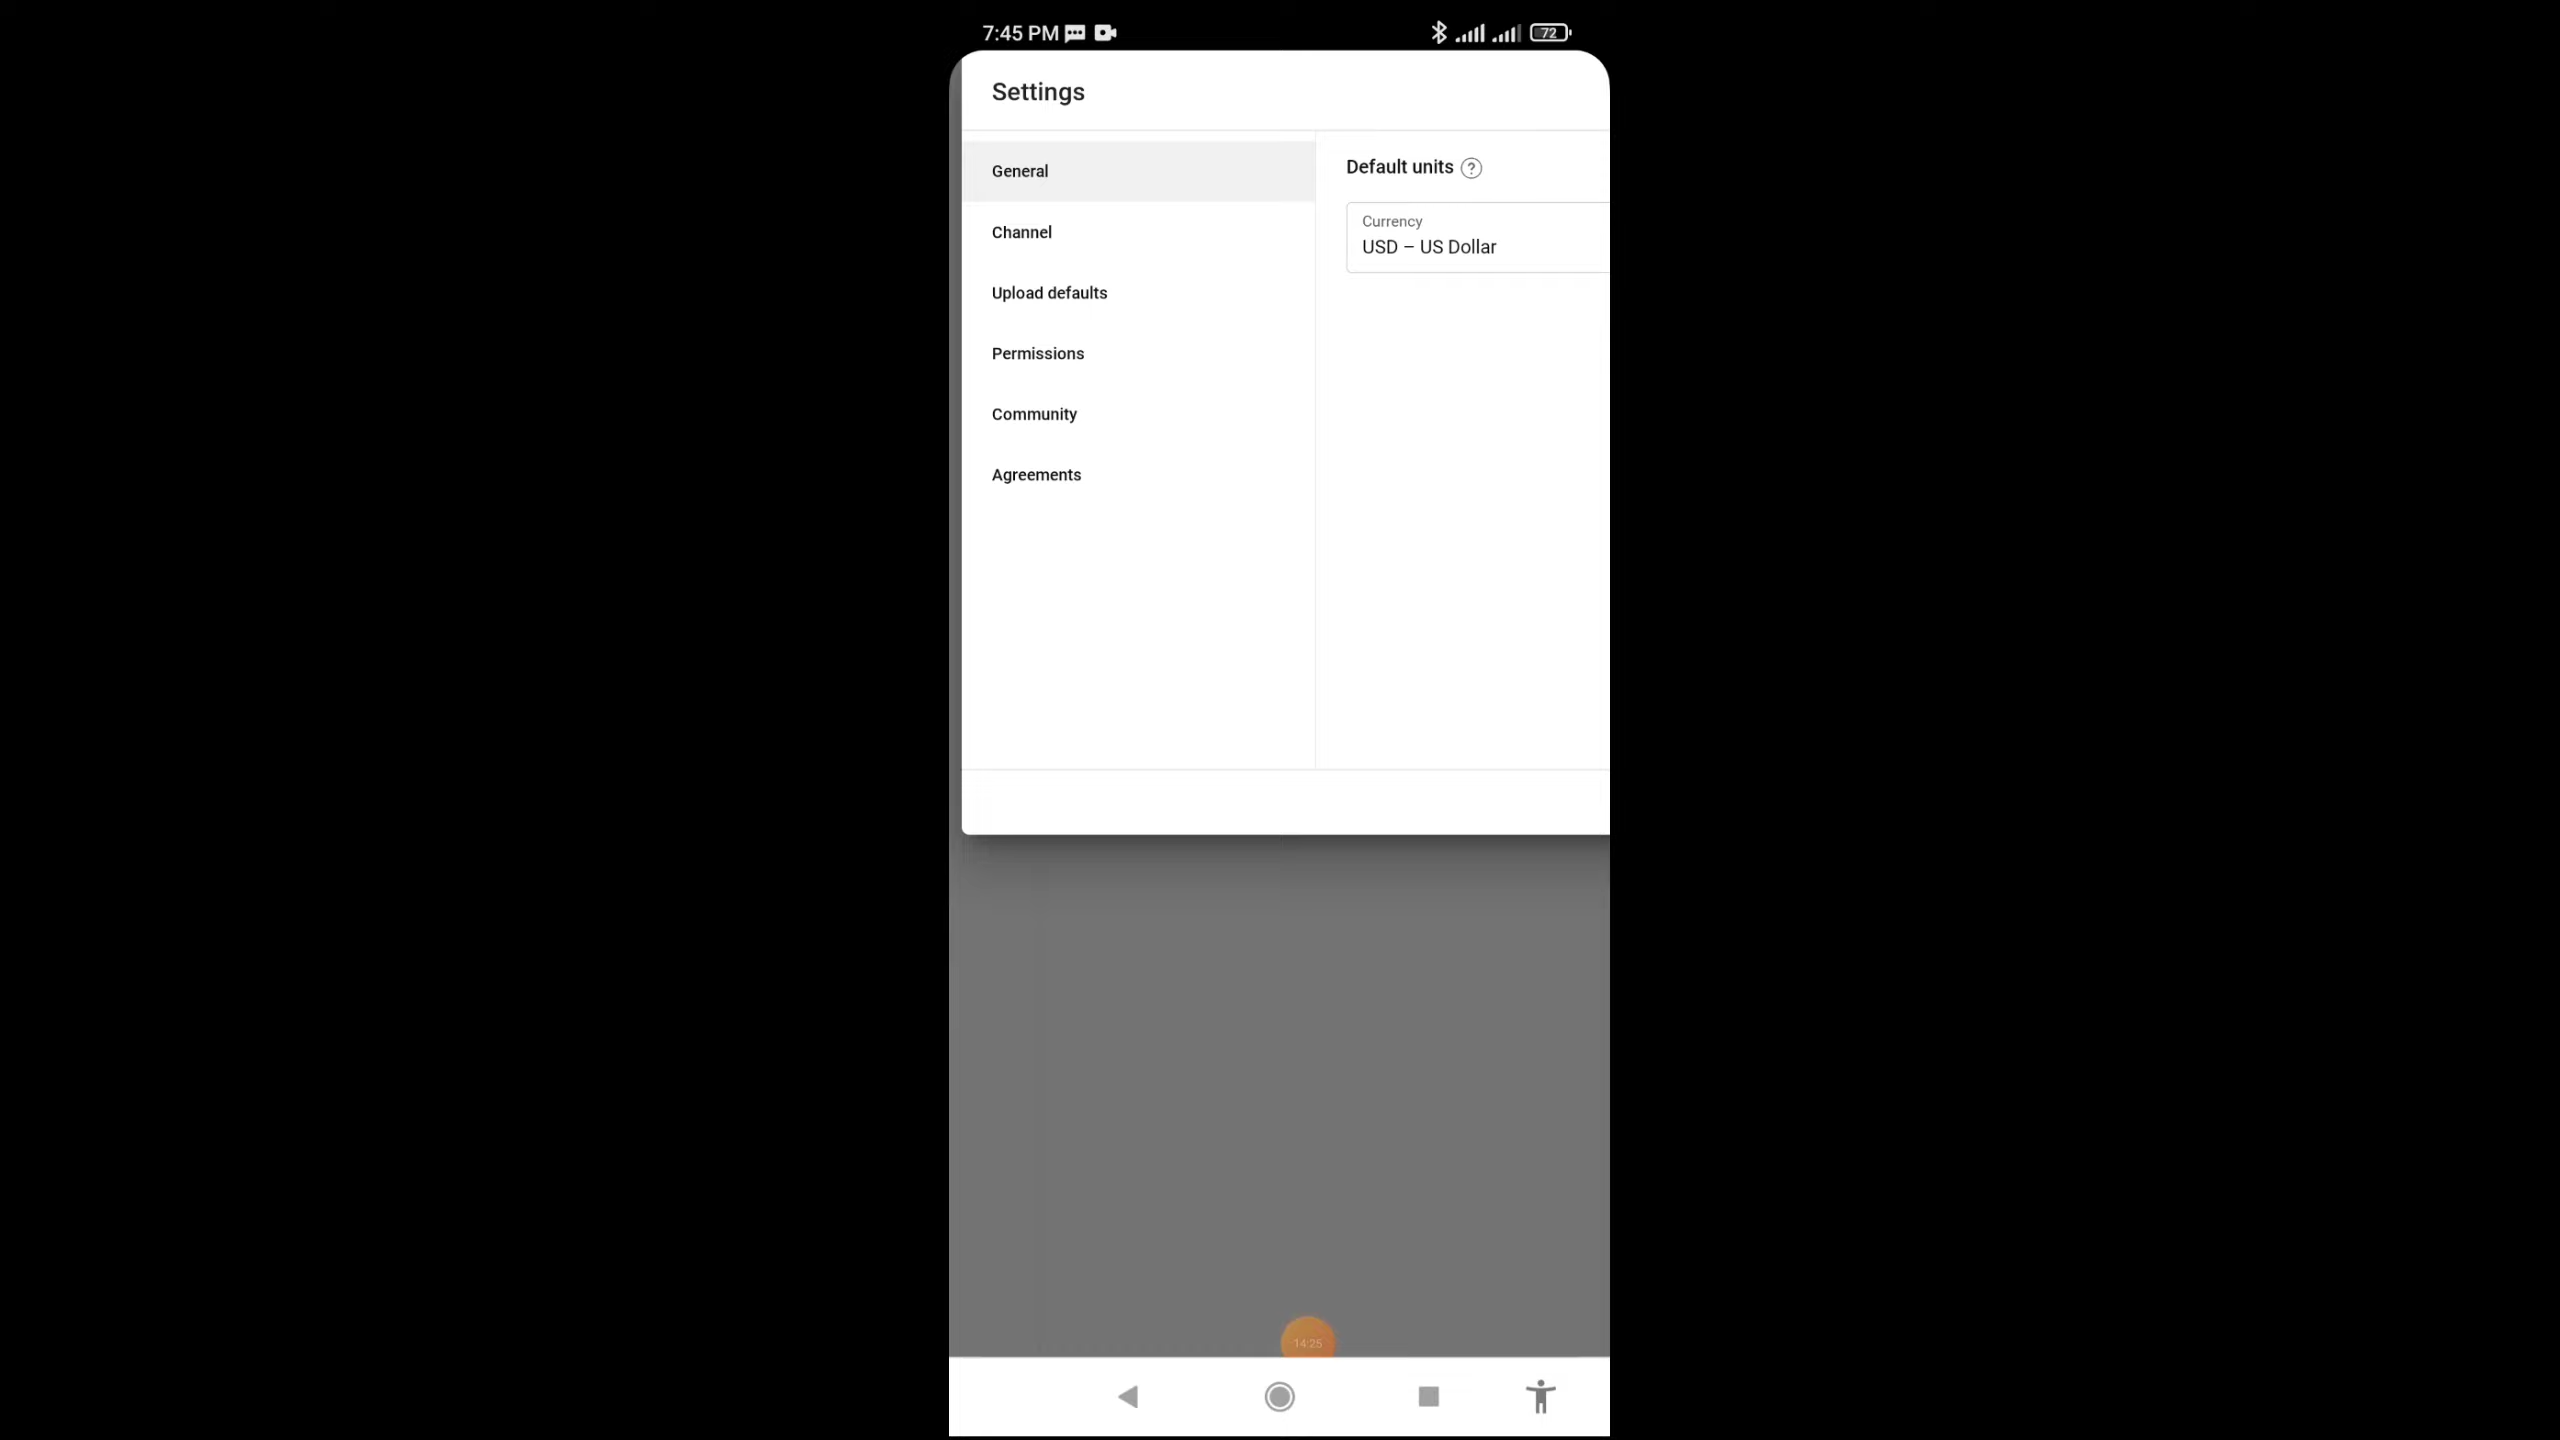 7:45 PM
72
Settings
General
Channel
Upload defaults
Permissions
Community
Agreements
Default units ?
Currency
USD – US Dollar
14:25